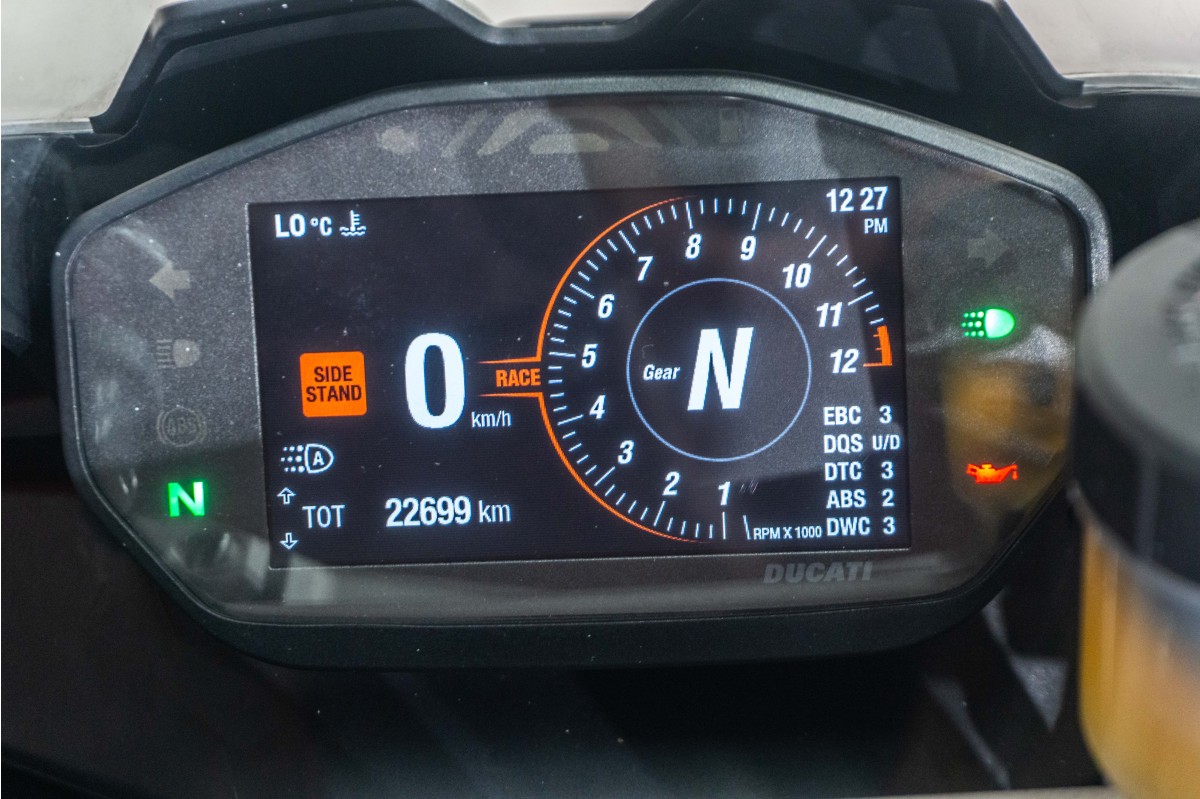 LO °C
12 27
PM
8 9
7 10
6 11
5 12
4
3
2
1
RPM X 1000
Gear N
SIDE
STAND
0 km/h
RACE
A
TOT 22699 km
EBC 3
DQS U/D
DTC 3
ABS 2
DWC 3
N
ABS
DUCATI